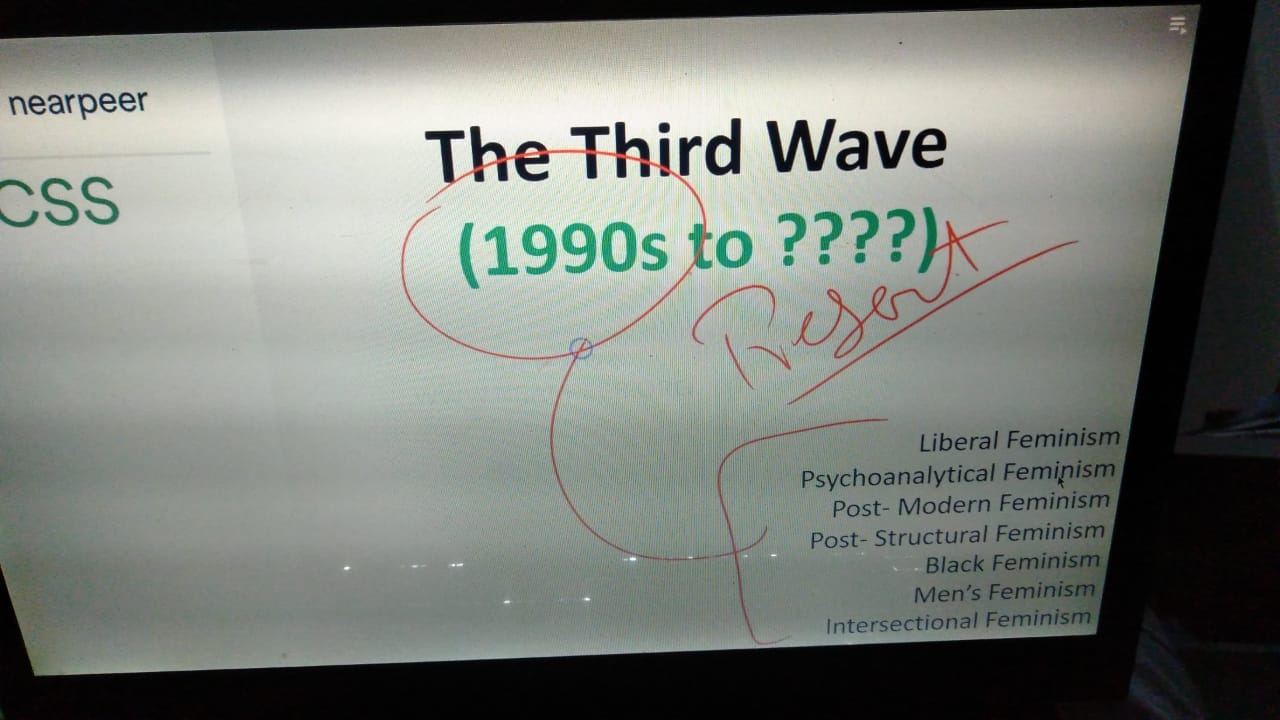 nearpeer
CSS
The Third Wave
(1990s to ????)
Present
Liberal Feminism
Psychoanalytical Feminism
Post- Modern Feminism
Post- Structural Feminism
Black Feminism
Men's Feminism
Intersectional Feminism